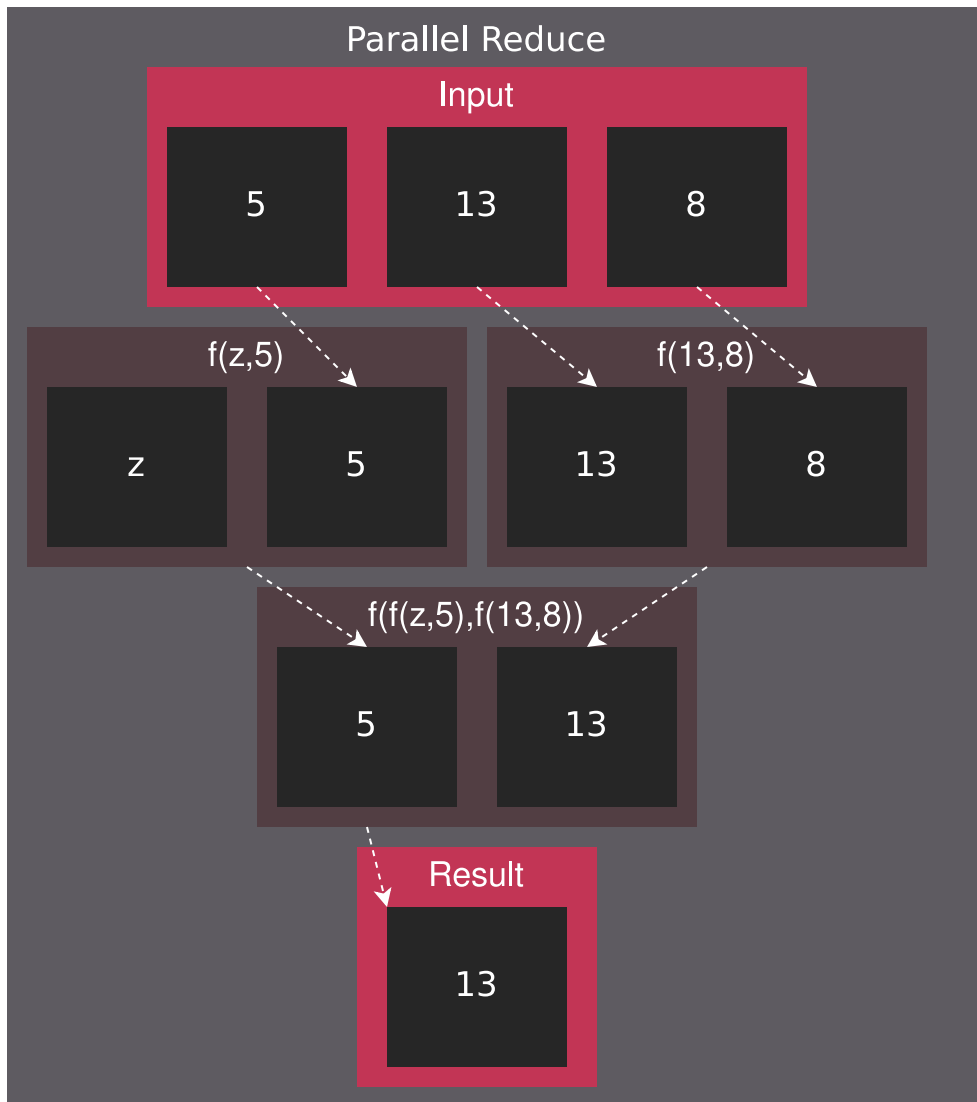 Parallel Reduce
Input
5 13 8
f(z,5) f(13,8)
z 5 13 8
f(f(z,5),f(13,8))
5 13
Result
13